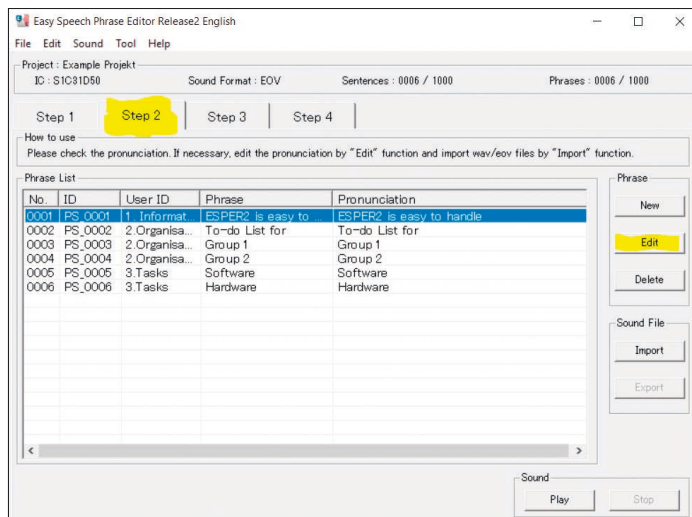 Easy Speech Phrase Editor Release2 English
File Edit Sound Tool Help
Project : Example Projekt
IC : S1C31D50 Sound Format : EOV Sentences : 0006 / 1000 Phrases : 0006 / 1000
Step 1 Step 2 Step 3 Step 4
How to use
Please check the pronunciation. If necessary, edit the pronunciation by "Edit" function and import wav/eov files by "Import" function.
Phrase List
No. ID User ID Phrase Pronunciation
0001 PS_0001 1. Informat... ESPER2 is easy to ... ESPER2 is easy to handle
0002 PS_0002 2.Organisa... To-do List for To-do List for
0003 PS_0003 2.Organisa... Group 1 Group 1
0004 PS_0004 2.Organisa... Group 2 Group 2
0005 PS_0005 3.Tasks Software Software
0006 PS_0006 3.Tasks Hardware Hardware
Phrase
New
Edit
Delete
Sound File
Import
Export
Sound
Play Stop